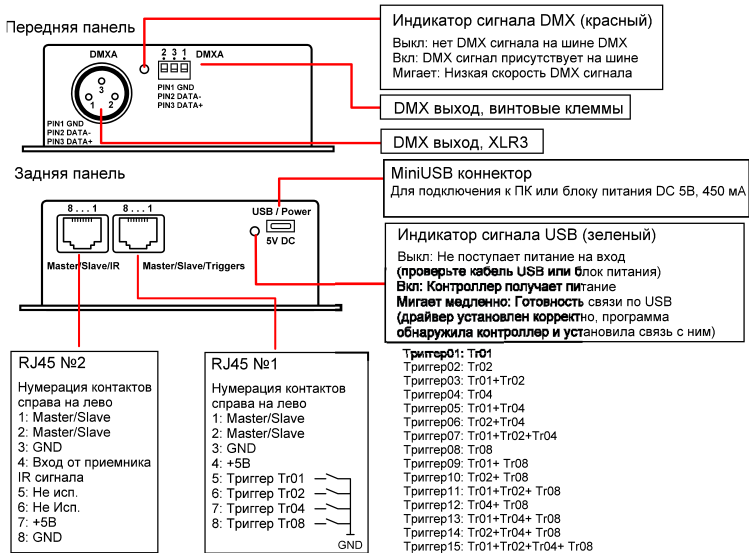 Передняя панель
DMXA
2 3 1 DMXA
3
1 2
PIN1 GND
PIN2 DATA-
PIN3 DATA+
PIN1 GND
PIN2 DATA-
PIN3 DATA+
Индикатор сигнала DMX (красный)
Выкл: нет DMX сигнала на шине DMX
Вкл: DMX сигнал присутствует на шине
Мигает: Низкая скорость DMX сигнала
DMX выход, винтовые клеммы
DMX выход, XLR3
Задняя панель
8 . . . 1
8 . . . 1
USB / Power
5V DC
Master/Slave/IR
Master/Slave/Triggers
MiniUSB коннектор
Для подключения к ПК или блоку питания DC 5В, 450 мА
Индикатор сигнала USB (зеленый)
Выкл: Не поступает питание на вход
(проверьте кабель USB или блок питания)
Вкл: Контроллер получает питание
Мигает медленно: Готовность связи по USB
(драйвер установлен корректно, программа
обнаружила контроллер и установила связь с ним)
RJ45 №2
Нумерация контактов
справа на лево
1: Master/Slave
2: Master/Slave
3: GND
4: Вход от приемника
IR сигнала
5: Не исп.
6: Не Исп.
7: +5В
8: GND
RJ45 №1
Нумерация контактов
справа на лево
1: Master/Slave
2: Master/Slave
3: GND
4: +5В
5: Триггер Tr01
6: Триггер Tr02
7: Триггер Tr04
8: Триггер Tr08
GND
Триггер01: Tr01
Триггер02: Tr02
Триггер03: Tr01+Tr02
Триггер04: Tr04
Триггер05: Tr01+Tr04
Триггер06: Tr02+Tr04
Триггер07: Tr01+Tr02+Tr04
Триггер08: Tr08
Триггер09: Tr01+ Tr08
Триггер10: Tr02+ Tr08
Триггер11: Tr01+Tr02+ Tr08
Триггер12: Tr04+ Tr08
Триггер13: Tr01+Tr04+ Tr08
Триггер14: Tr02+Tr04+ Tr08
Триггер15: Tr01+Tr02+Tr04+ Tr08